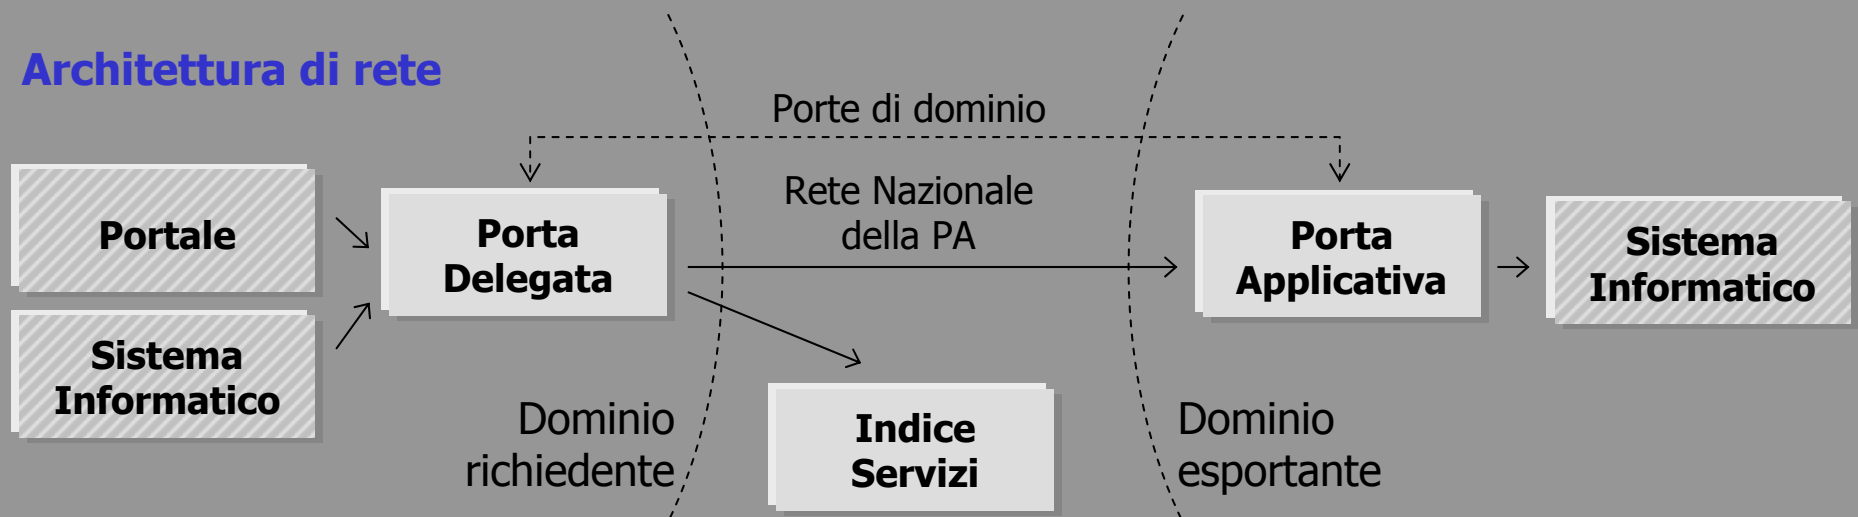 Architettura di rete
Porte di dominio
Portale
Porta
Delegata
Rete Nazionale
della PA
Porta
Applicativa
Sistema
Informatico
Sistema
Informatico
Dominio
richiedente
Indice
Servizi
Dominio
esportante